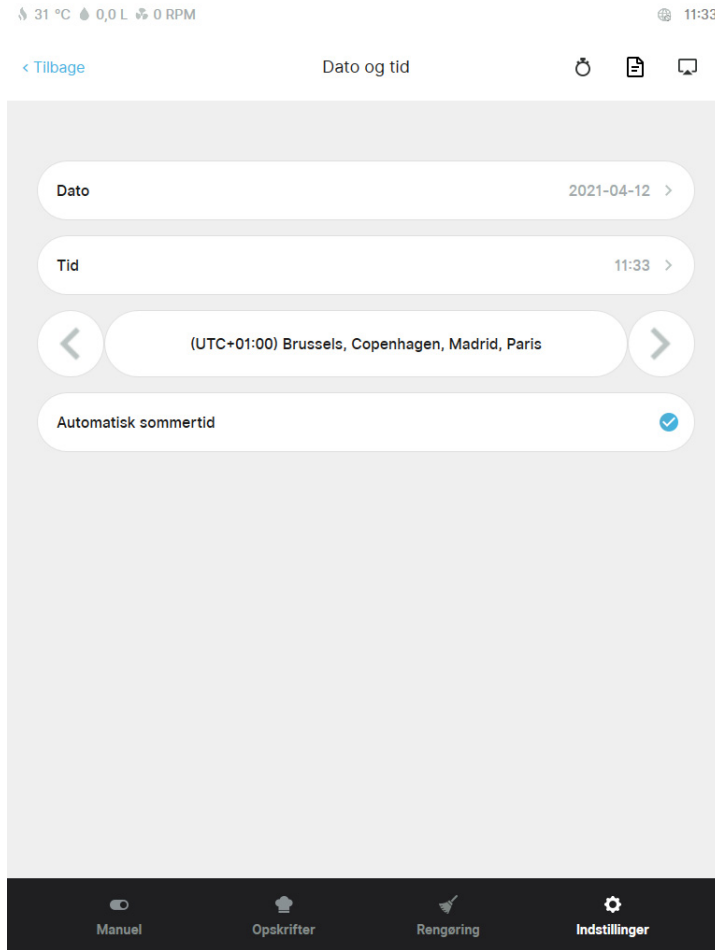 31 °C 0,0 L 0 RPM 11:33
< Tilbage Dato og tid
Dato 2021-04-12 >
Tid 11:33 >
(UTC+01:00) Brussels, Copenhagen, Madrid, Paris
Automatisk sommertid
Manuel Opskrifter Rengøring Indstillinger